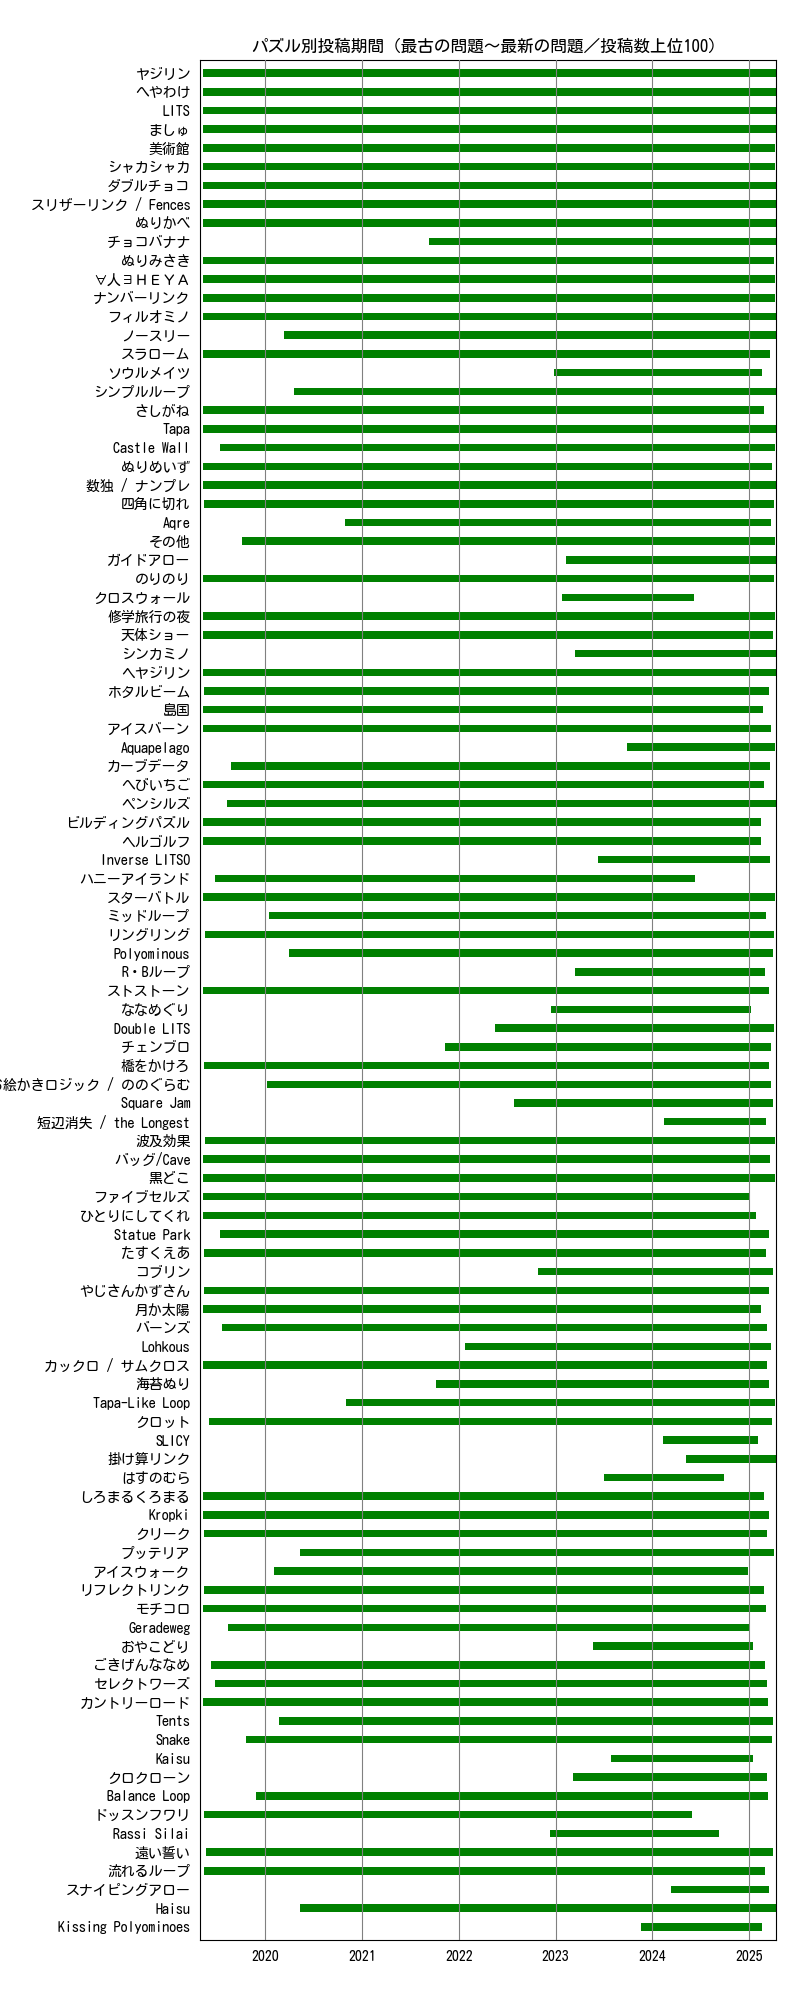 パズル別投稿期間（最古の問題～最新の問題／投稿数上位100）
ヤジリン
へやわけ
LITS
ましゅ
美術館
シャカシャカ
ダブルチョコ
スリザーリンク / Fences
ぬりかべ
チョコバナナ
ぬりみさき
∀人∃ＨＥＹＡ
ナンバーリンク
フィルオミノ
ノースリー
スラローム
ソウルメイツ
シンプルループ
さしがね
Tapa
Castle Wall
ぬりめいず
数独 / ナンプレ
四角に切れ
Aqre
その他
ガイドアロー
のりのり
クロスウォール
修学旅行の夜
天体ショー
シンカミノ
ヘヤジリン
ホタルビーム
島国
アイスバーン
Aquapelago
カーブデータ
へびいちご
ペンシルズ
ビルディングパズル
ヘルゴルフ
Inverse LITSO
ハニーアイランド
スターバトル
ミッドループ
リングリング
Polyominous
R・Bループ
ストストーン
ななめぐり
Double LITS
チェンブロ
橋をかけろ
絵かきロジック / ののぐらむ
Square Jam
短辺消失 / the Longest
波及効果
バッグ/Cave
黒どこ
ファイブセルズ
ひとりにしてくれ
Statue Park
たすくえあ
コブリン
やじさんかずさん
月か太陽
バーンズ
Lohkous
カックロ / サムクロス
海苔ぬり
Tapa-Like Loop
クロット
SLICY
掛け算リンク
はすのむら
しろまるくろまる
Kropki
クリーク
プッテリア
アイスウォーク
リフレクトリンク
モチコロ
Geradeweg
おやこどり
ごきげんななめ
セレクトワーズ
カントリーロード
Tents
Snake
Kaisu
クロクローン
Balance Loop
ドッスンフワリ
Rassi Silai
遠い誓い
流れるループ
スナイピングアロー
Haisu
Kissing Polyominoes
2020 2021 2022 2023 2024 2025